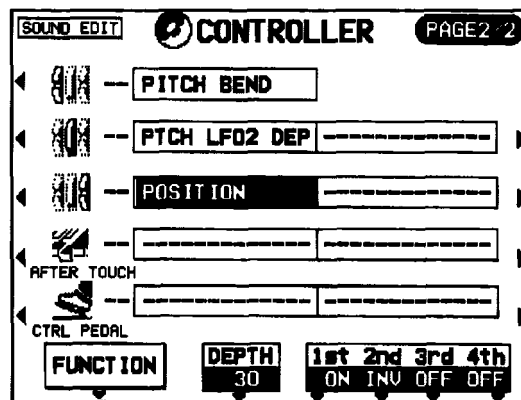 SOUND EDIT CONTROLLER PAGE2/2
PITCH BEND
PTCH LFO2 DEP ------------
POSITION ------------
------------ ------------
AFTER TOUCH
------------ ------------
CTRL PEDAL
FUNCTION DEPTH 1st 2nd 3rd 4th
30 ON INV OFF OFF